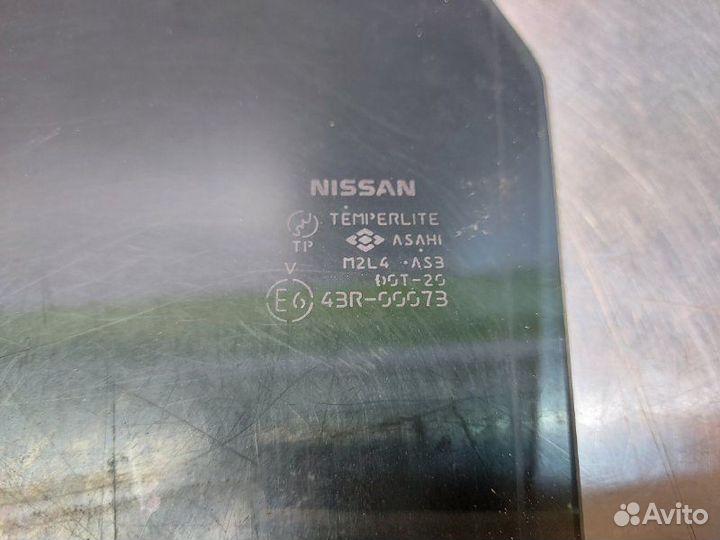 NISSAN
TEMPERLITE
TP ASAHI
M2L4 ·AS3
V DOT-20
E6 43R-00073
Avito